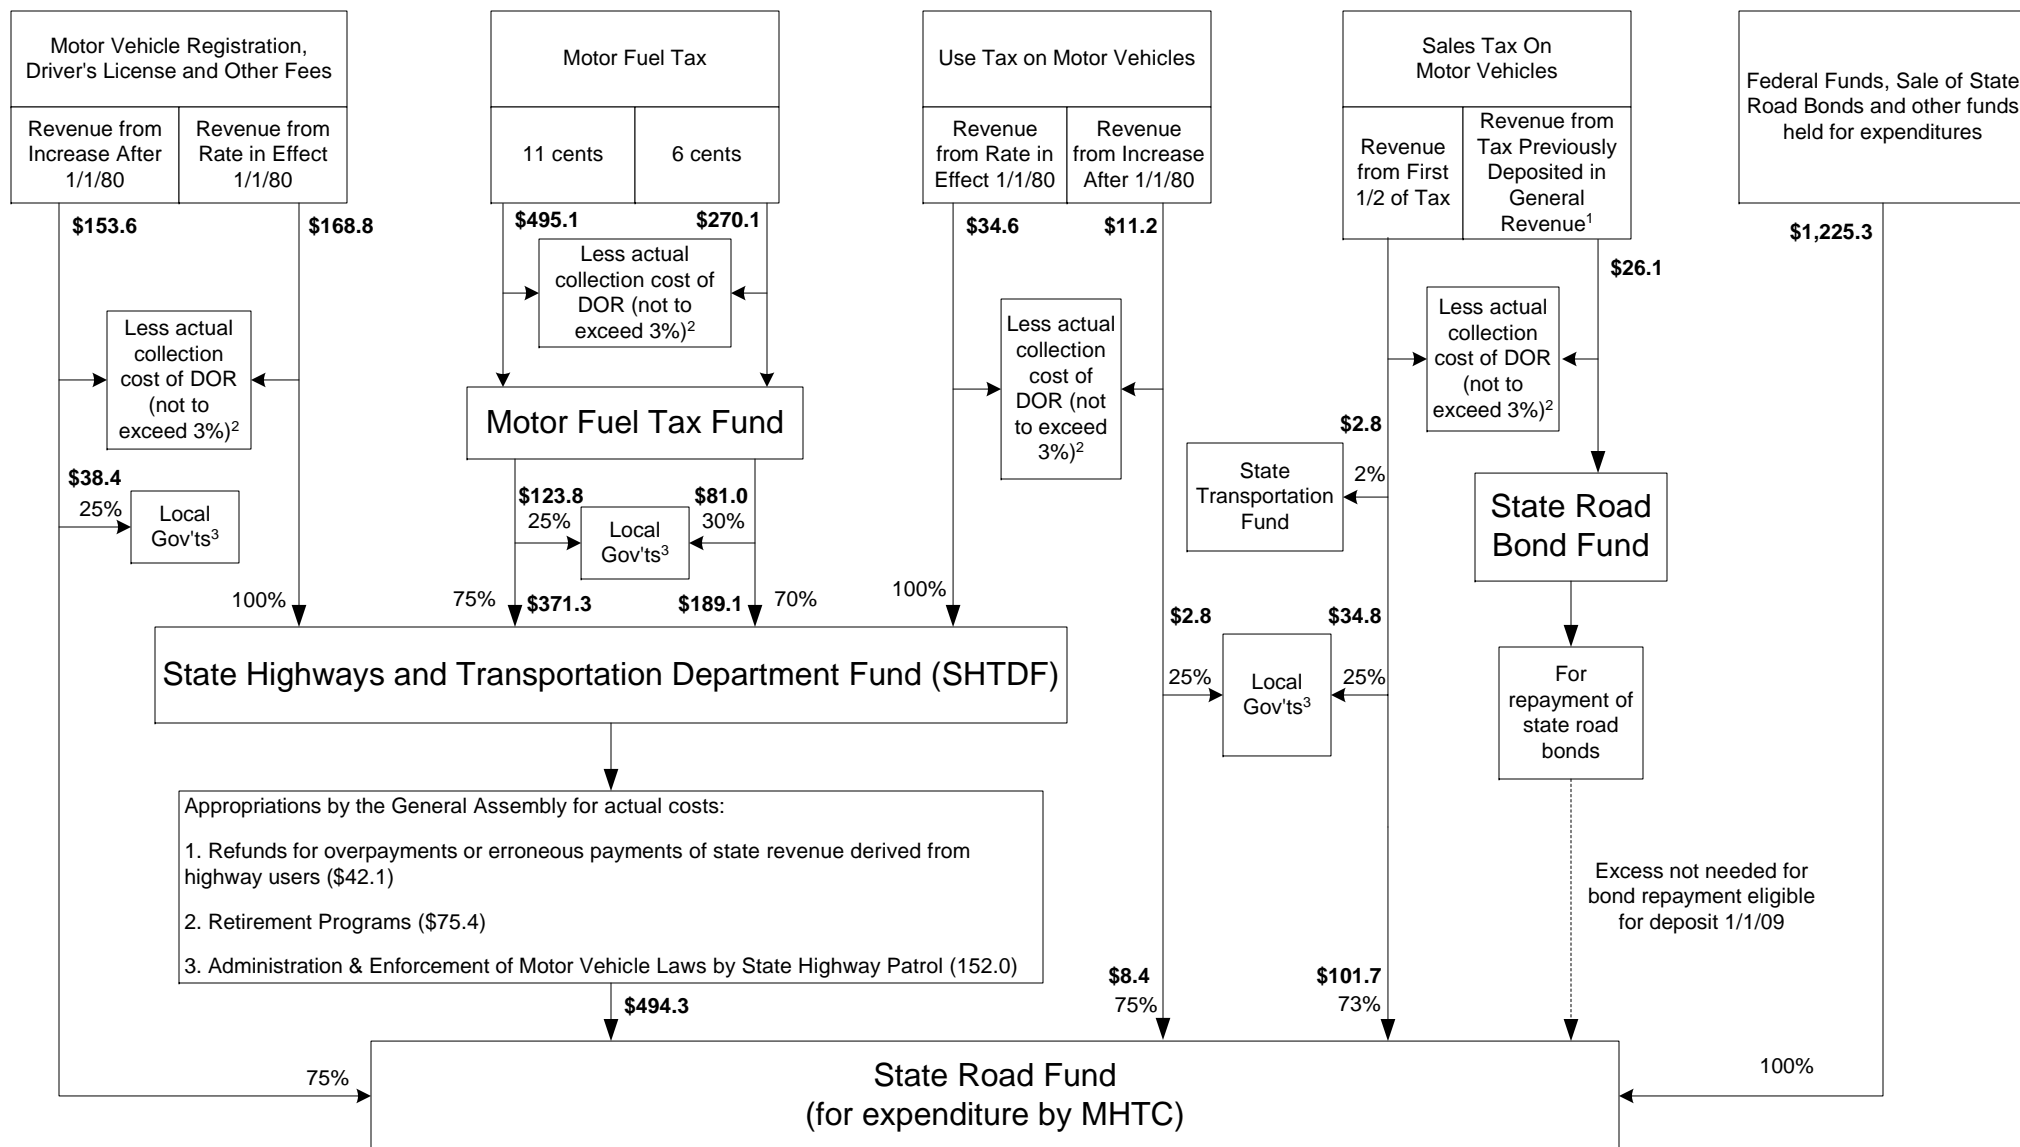 Motor Vehicle Registration,
Driver's License and Other Fees
Revenue from
Increase After
1/1/80
Revenue from
Rate in Effect
1/1/80
Motor Fuel Tax
11 cents
6 cents
Use Tax on Motor Vehicles
Revenue
from Rate in
Effect 1/1/80
Revenue
from Increase
After 1/1/80
Sales Tax On
Motor Vehicles
Revenue
from First
1/2 of Tax
Revenue from
Tax Previously
Deposited in
General
Revenue1
Federal Funds, Sale of State
Road Bonds and other funds
held for expenditures
$153.6
$168.8
$495.1
$270.1
$34.6
$11.2
$26.1
$1,225.3
Less actual
collection
cost of DOR
(not to
exceed 3%)2
Less actual
collection cost of
DOR (not to
exceed 3%)2
Less actual
collection
cost of
DOR (not
to exceed
3%)2
Less actual
collection
cost of DOR
(not to
exceed 3%)2
Motor Fuel Tax Fund
$2.8
2%
State
Transportation
Fund
State Road
Bond Fund
$38.4
25%
Local
Gov'ts3
$123.8
25%
Local
Gov'ts3
$81.0
30%
100%
75%
$371.3
$189.1
70%
100%
State Highways and Transportation Department Fund (SHTDF)
$2.8
25%
Local
Gov'ts3
$34.8
25%
For
repayment of
state road
bonds
Appropriations by the General Assembly for actual costs:
1. Refunds for overpayments or erroneous payments of state revenue derived from
highway users ($42.1)
2. Retirement Programs ($75.4)
3. Administration & Enforcement of Motor Vehicle Laws by State Highway Patrol (152.0)
Excess not needed for
bond repayment eligible
for deposit 1/1/09
$494.3
$8.4
75%
$101.7
73%
75%
100%
State Road Fund
(for expenditure by MHTC)